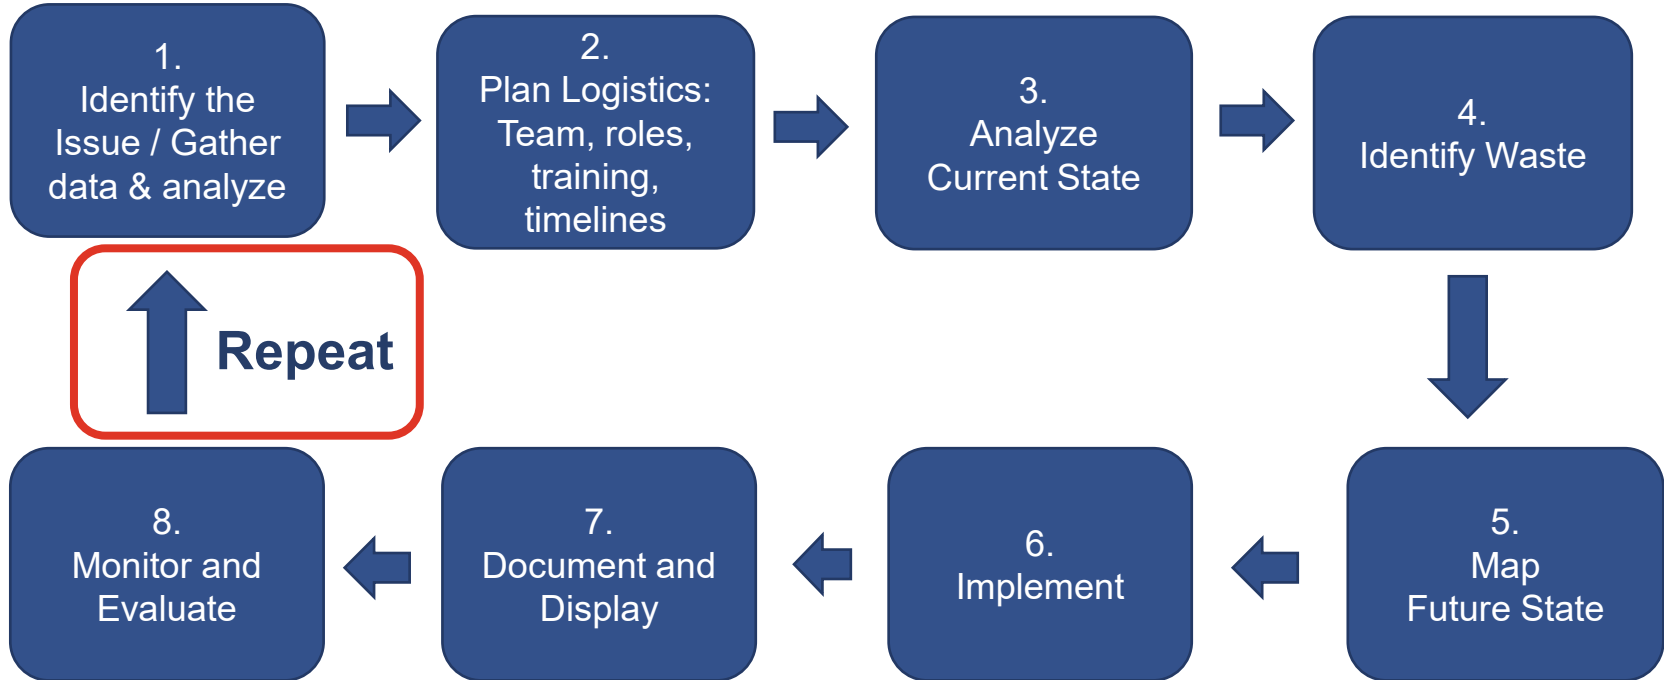 1.
Identify the
Issue / Gather
data & analyze
2.
Plan Logistics:
Team, roles,
training,
timelines
3.
Analyze
Current State
4.
Identify Waste
Repeat
5.
Map
Future State
6.
Implement
7.
Document and
Display
8.
Monitor and
Evaluate